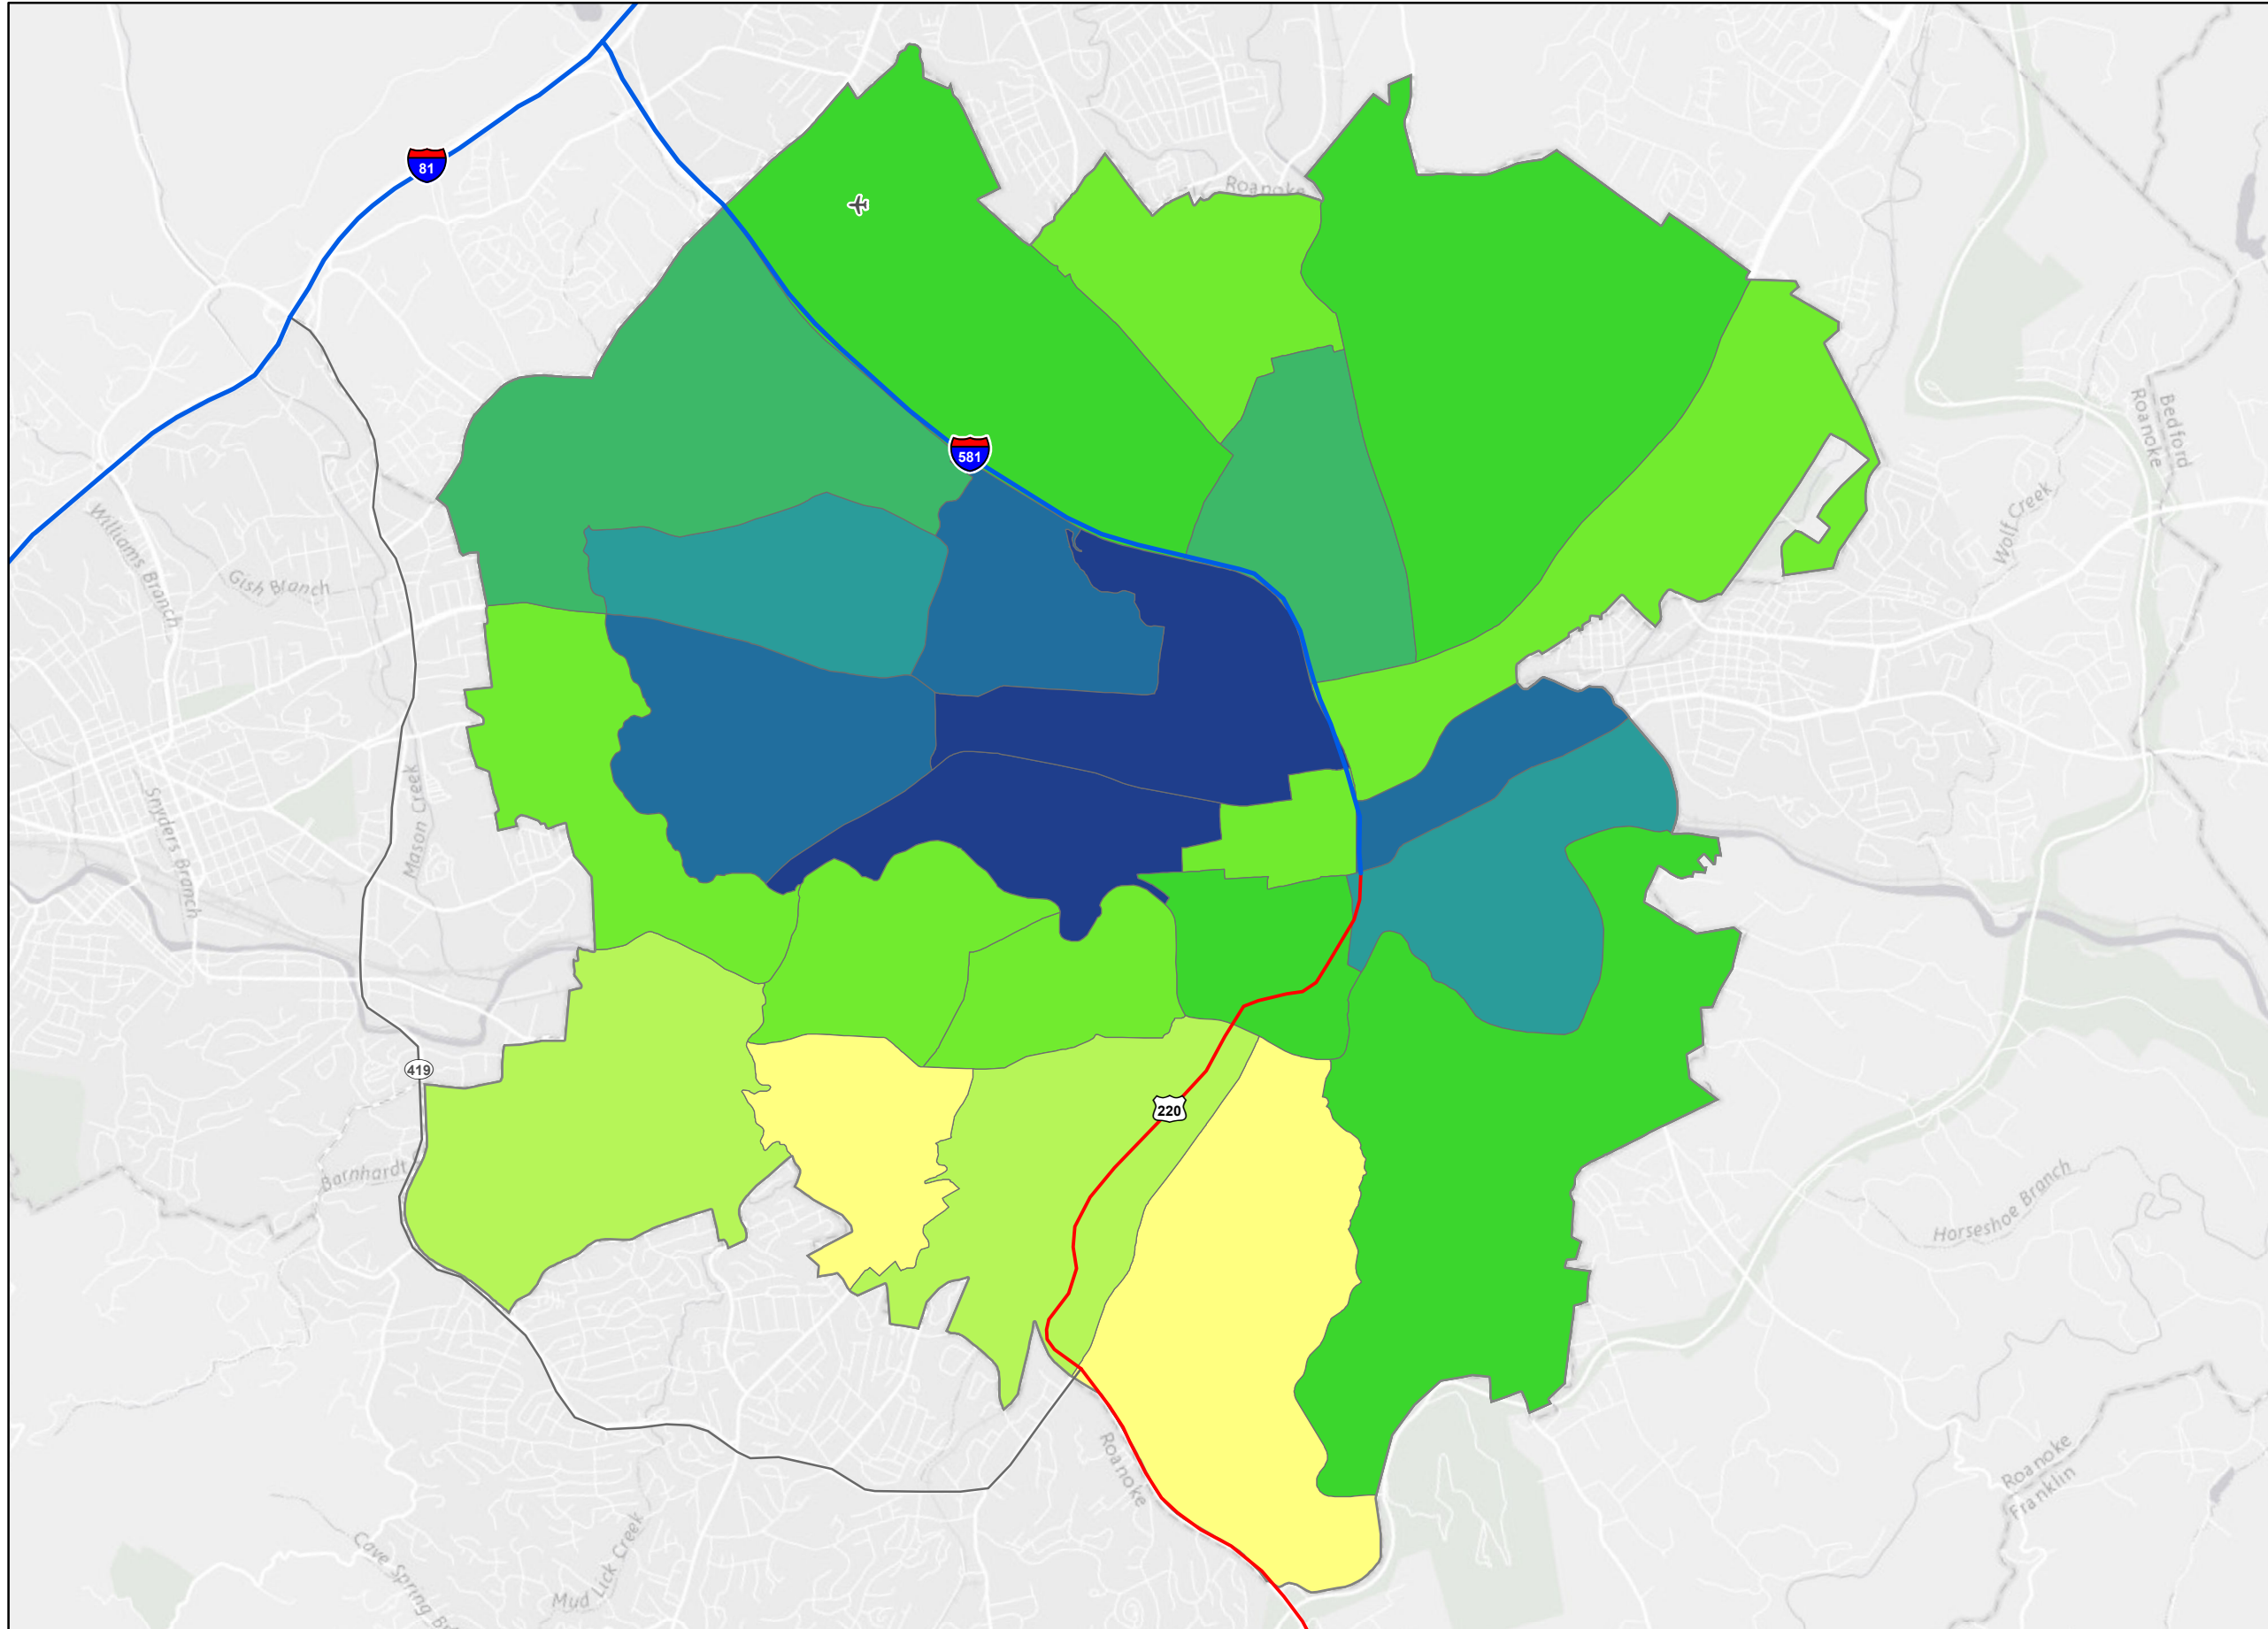 81
Roanoke
581
Bedford
Roanoke
Williams Branch
Gish Branch
Wolf Creek
Mason Creek
Snyders Branch
419
220
Barnhardt
Horseshoe Branch
Roanoke
Roanoke
Franklin
Cave Spring Br
Mud Lick Creek